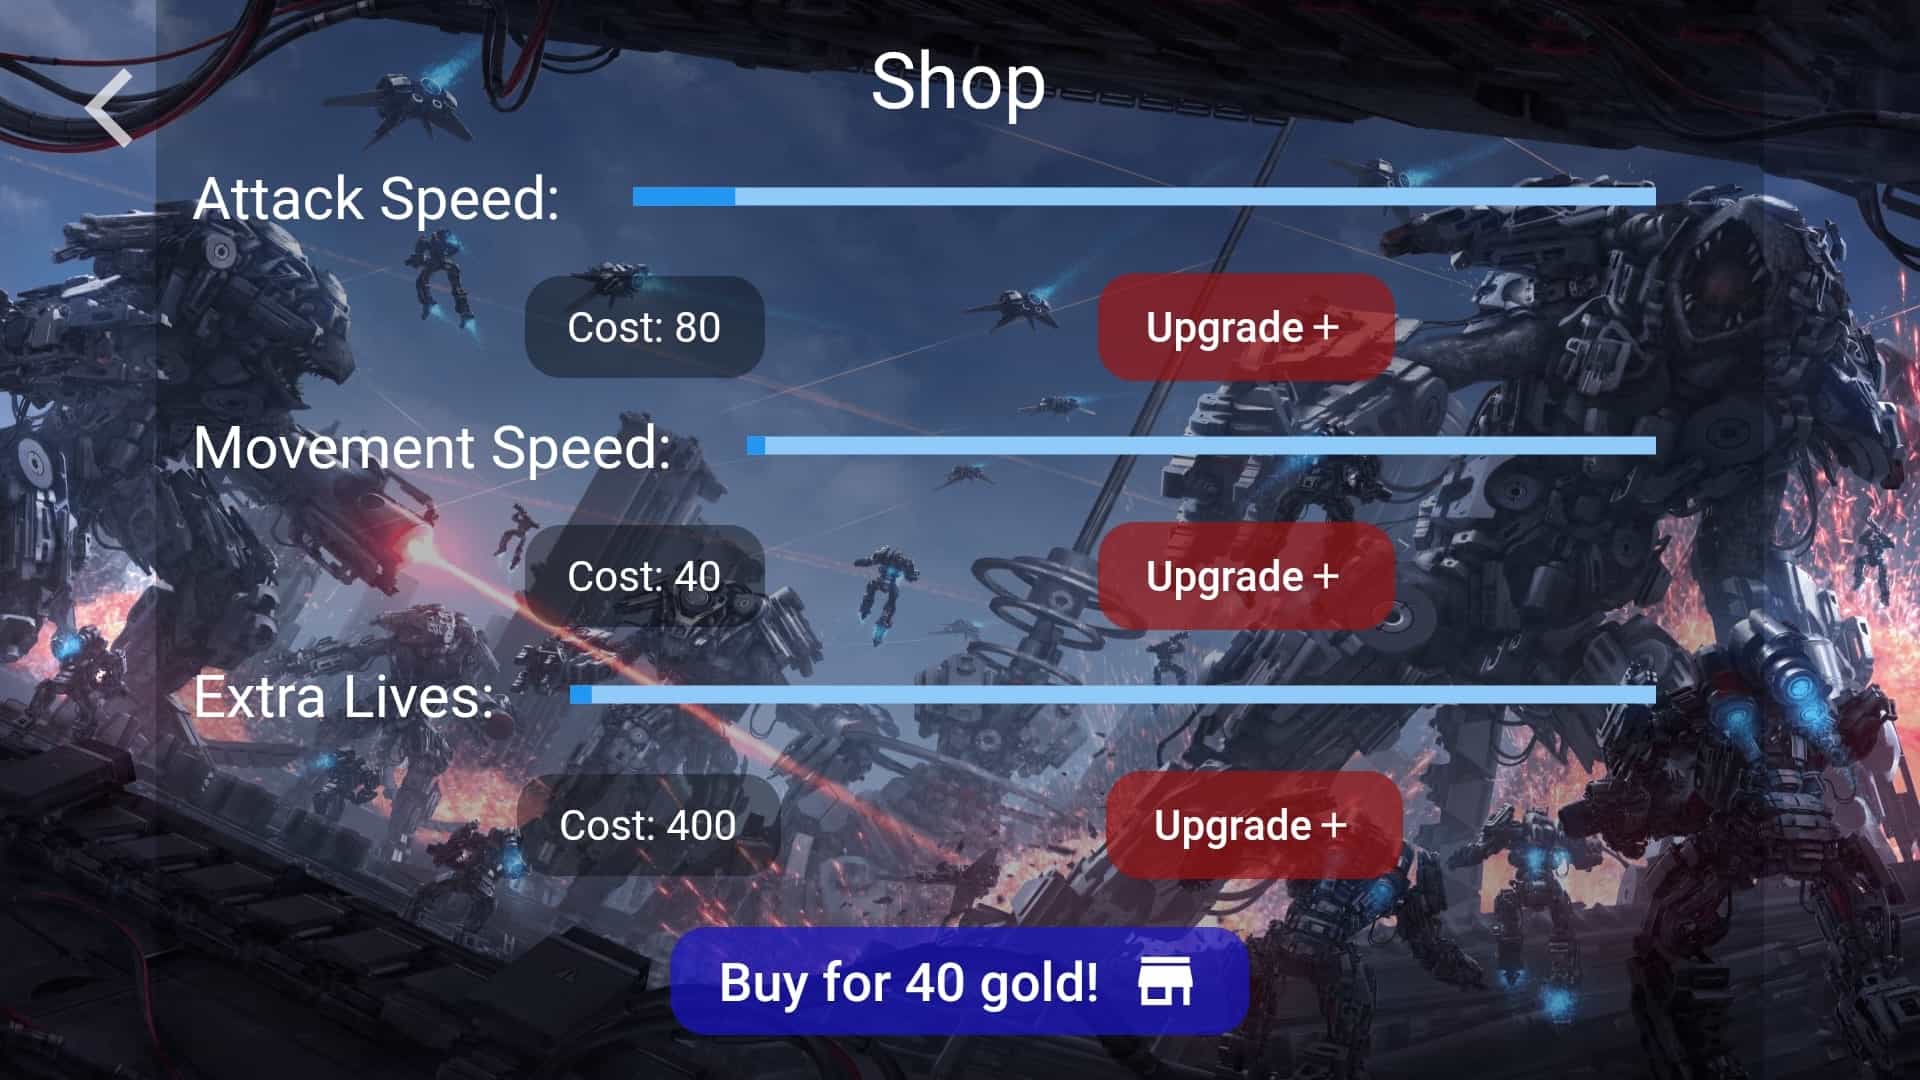 Shop
Attack Speed:
Cost: 80
Upgrade +
Movement Speed:
Cost: 40
Upgrade +
Extra Lives:
Cost: 400
Upgrade +
Buy for 40 gold!